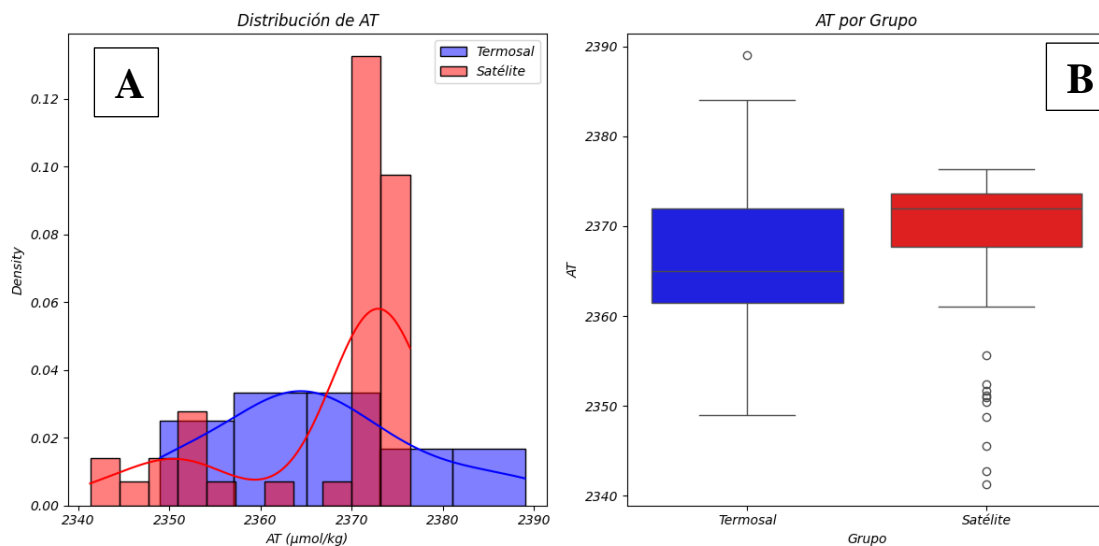 Distribución de AT
A
Termosal
Satélite
Density
0.12
0.10
0.08
0.06
0.04
0.02
0.00
2340 2350 2360 2370 2380 2390
AT (μmol/kg)
AT por Grupo
B
AT
2390
2380
2370
2360
2350
2340
Termosal Satélite
Grupo